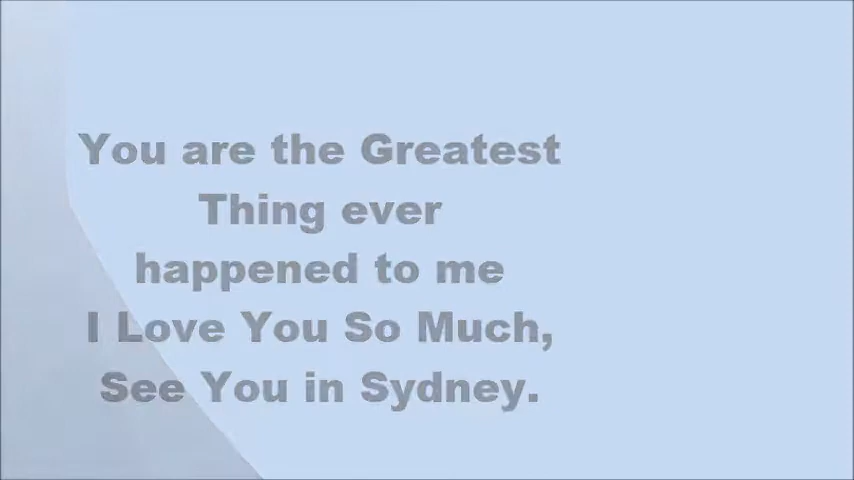 You are the Greatest
Thing ever
happened to me
I Love You So Much,
See You in Sydney.